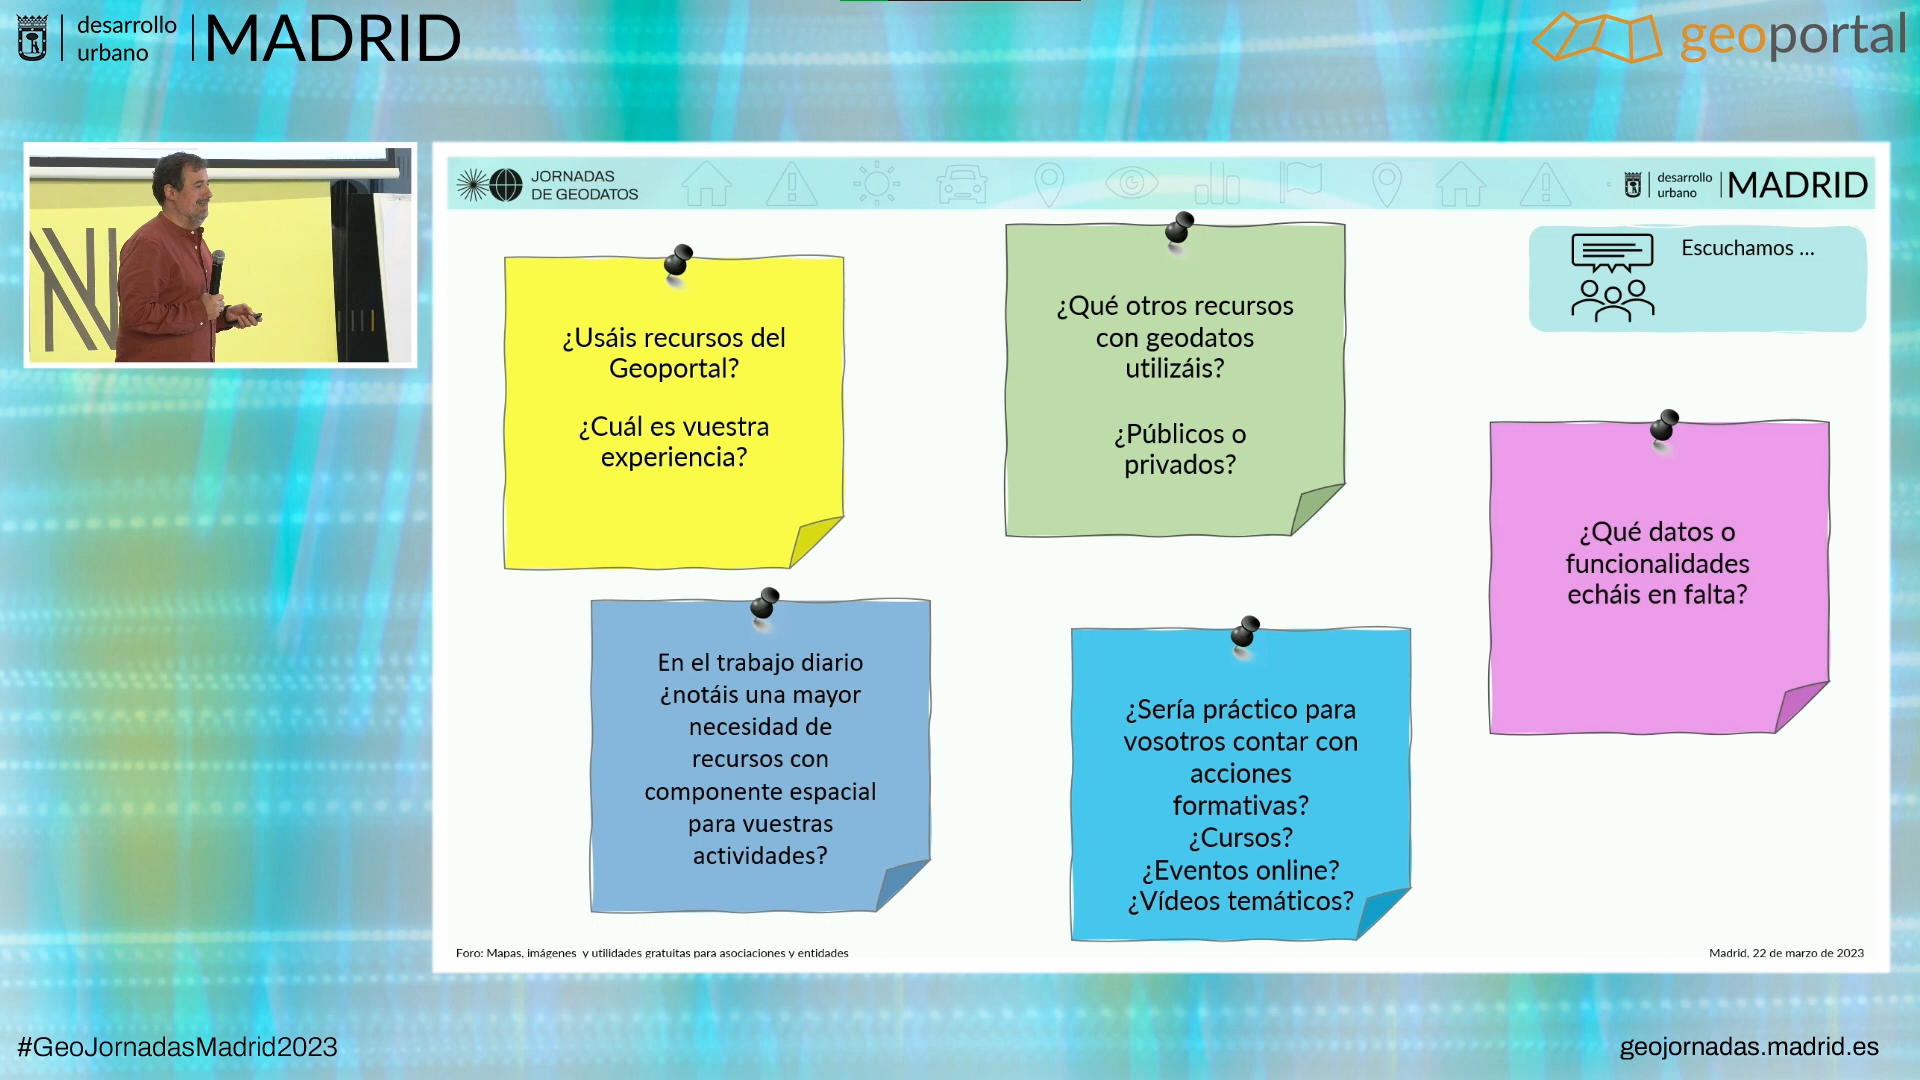 desarrollo
urbano
MADRID
geoportal
JORNADAS
DE GEODATOS
desarrollo
urbano
MADRID
Escuchamos ...
¿Usáis recursos del
Geoportal?
¿Cuál es vuestra
experiencia?
¿Qué otros recursos
con geodatos
utilizáis?
¿Públicos o
privados?
¿Qué datos o
funcionalidades
echáis en falta?
En el trabajo diario
¿notáis una mayor
necesidad de
recursos con
componente espacial
para vuestras
actividades?
¿Sería práctico para
vosotros contar con
acciones
formativas?
¿Cursos?
¿Eventos online?
¿Vídeos temáticos?
Foro: Mapas, imágenes y utilidades gratuitas para asociaciones y entidades
Madrid, 22 de marzo de 2023
#GeoJornadasMadrid2023
geojornadas.madrid.es